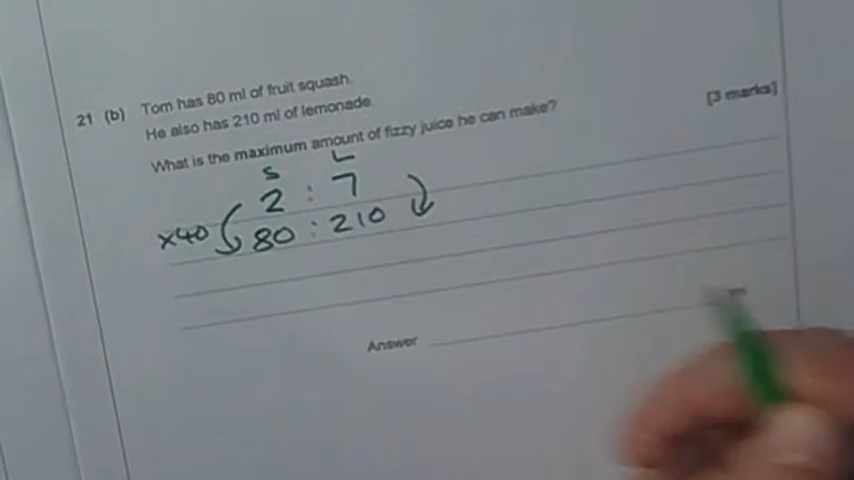 21 (b) Tom has 80 ml of fruit squash.
He also has 210 ml of lemonade.
[3 marks]
What is the maximum amount of fizzy juice he can make?
S L
2 : 7
x40 80 : 210
Answer